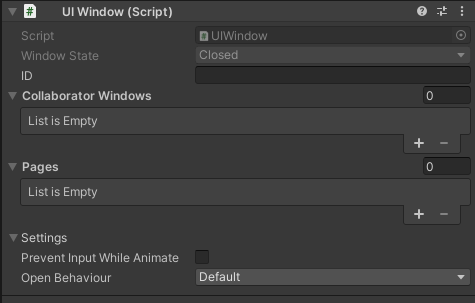 UI Window (Script)
Script UIWindow
Window State Closed
ID
Collaborator Windows 0
List is Empty
Pages 0
List is Empty
Settings
Prevent Input While Animate
Open Behaviour Default